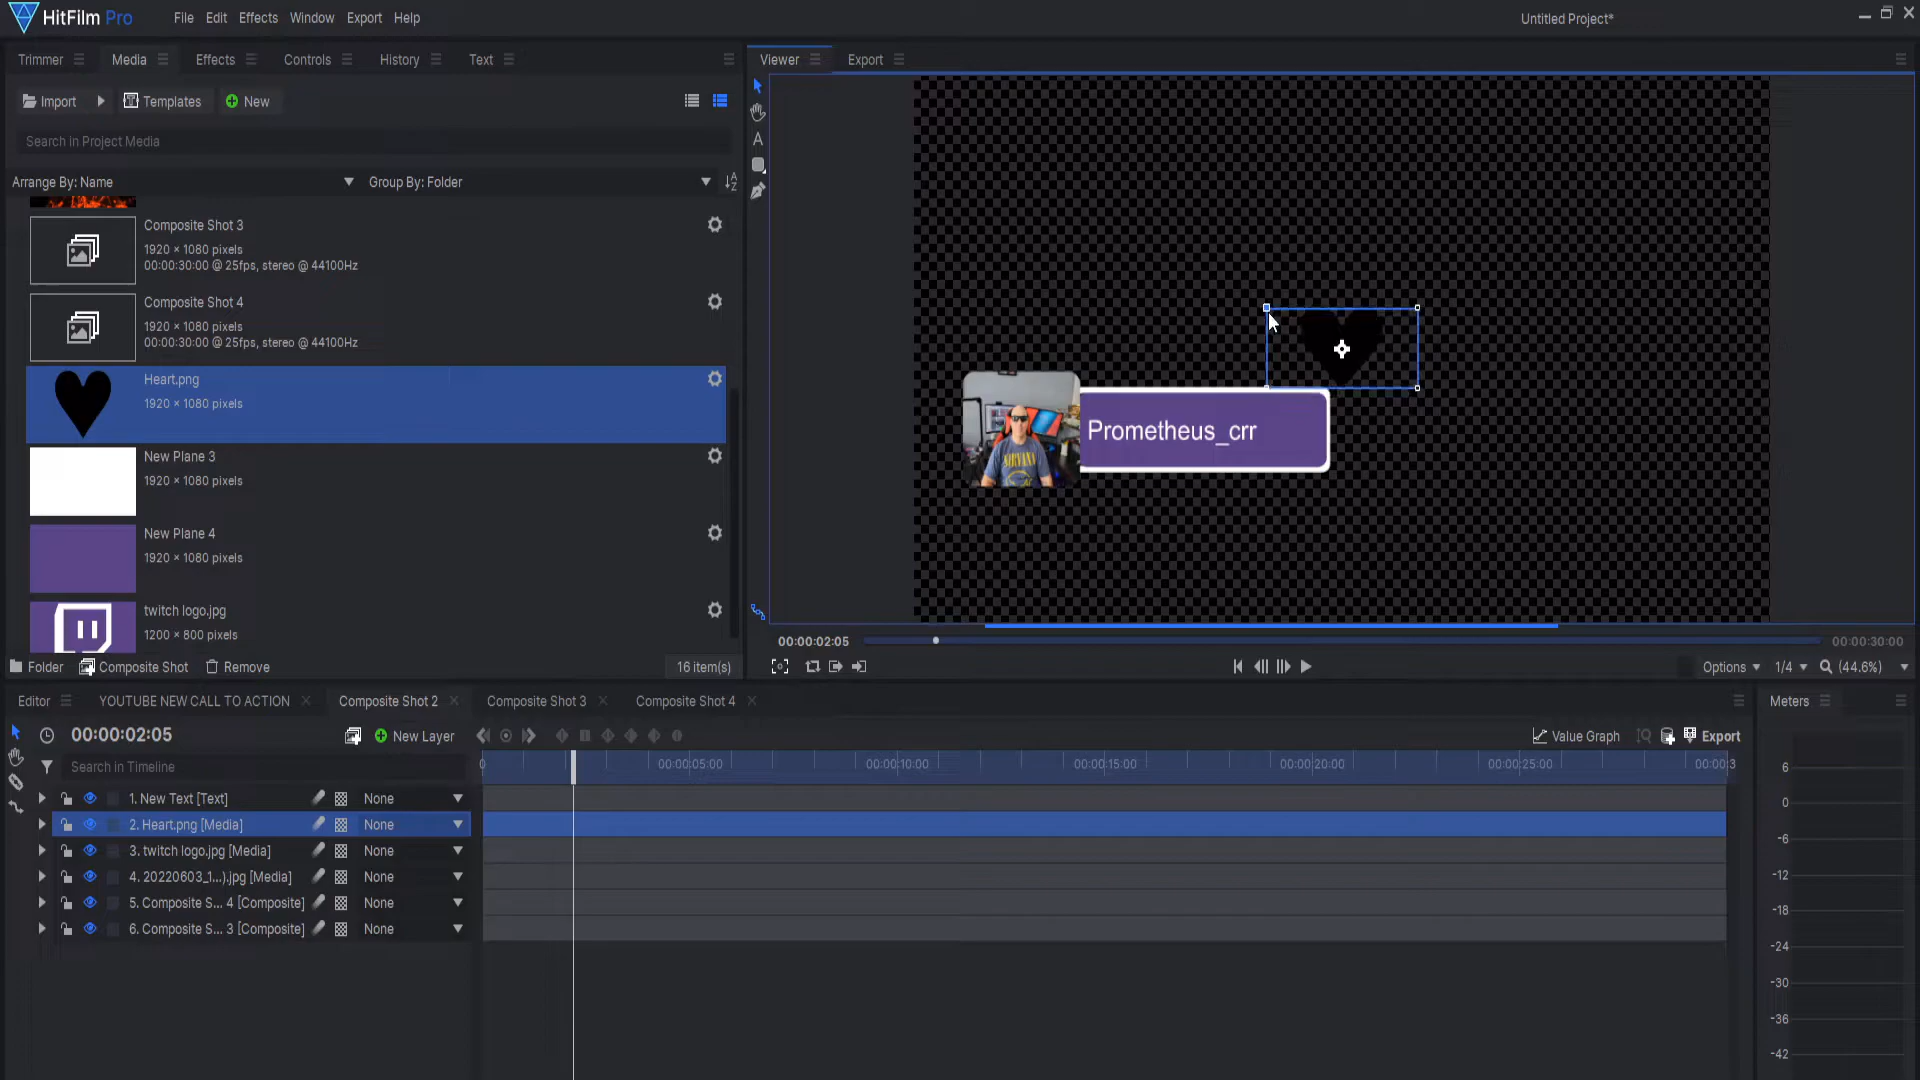 HitFilm Pro
File Edit Effects Window Export Help
Untitled Project*
Trimmer Media Effects Controls History Text
Viewer Export
Import Templates New
Search in Project Media
Arrange By: Name Group By: Folder
Composite Shot 3
1920 × 1080 pixels
00:00:30:00 @ 25fps, stereo @ 44100Hz
Composite Shot 4
1920 × 1080 pixels
00:00:30:00 @ 25fps, stereo @ 44100Hz
Heart.png
1920 × 1080 pixels
New Plane 3
1920 × 1080 pixels
New Plane 4
1920 × 1080 pixels
twitch logo.jpg
1200 × 800 pixels
Folder Composite Shot Remove 16 item(s)
NIRVANA
Prometheus_crr
00:00:02:05 00:00:30:00
Options 1/4 (44.6%)
Editor YOUTUBE NEW CALL TO ACTION Composite Shot 2 Composite Shot 3 Composite Shot 4
Meters
00:00:02:05 New Layer Value Graph Export
Search in Timeline
0 00:00:05:00 00:00:10:00 00:00:15:00 00:00:20:00 00:00:25:00 00:00:3
1. New Text [Text] None
2. Heart.png [Media] None
3. twitch logo.jpg [Media] None
4. 20220603_1...).jpg [Media] None
5. Composite S... 4 [Composite] None
6. Composite S... 3 [Composite] None
6
0
-6
-12
-18
-24
-30
-36
-42